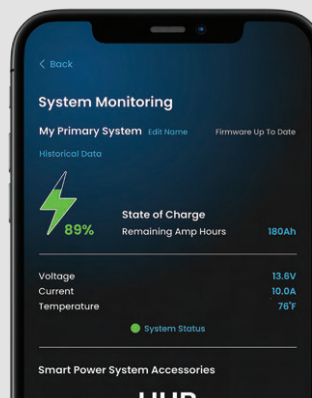 < Back
System Monitoring
My Primary System Edit Name Firmware Up To Date
Historical Data
89%
State of Charge
Remaining Amp Hours 180Ah
Voltage 13.6V
Current 10.0A
Temperature 76°F
System Status
Smart Power System Accessories
HUB